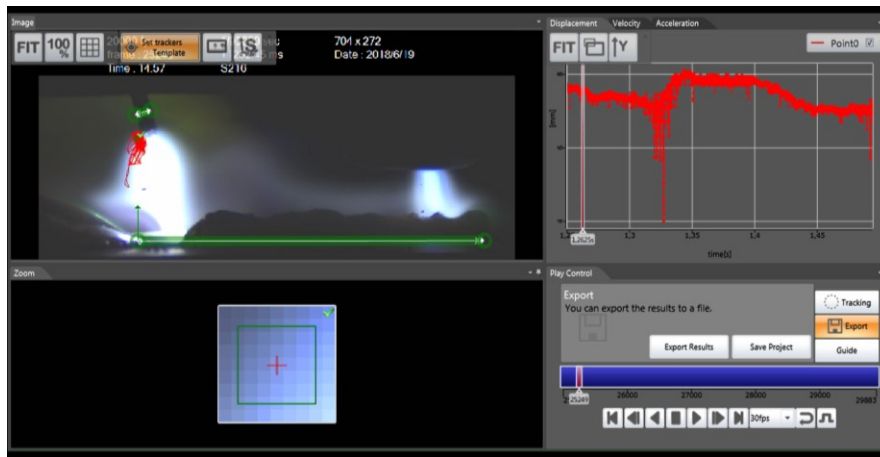 Image
FIT 100% Set trackers Template
704 x 272
Date : 2018/6/19
Time : 14:57
S210
Displacement Velocity Acceleration
FIT
Point0
[mm]
1,3 1,35 1,4 1,45
1,2625s
time[s]
Zoom
Play Control
Export
You can export the results to a file.
Tracking
Export
Export Results Save Project Guide
25249 26000 27000 28000 29000 29883
30fps